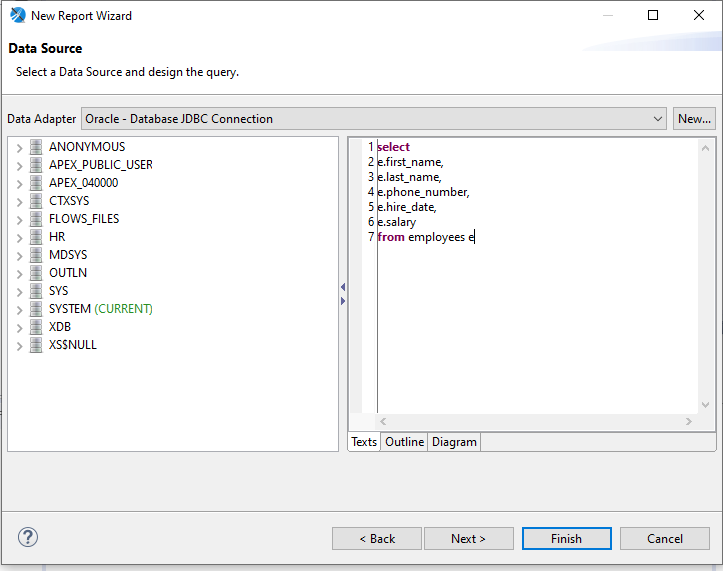 New Report Wizard
Data Source
Select a Data Source and design the query.
Data Adapter
Oracle - Database JDBC Connection
New...
ANONYMOUS
APEX_PUBLIC_USER
APEX_040000
CTXSYS
FLOWS_FILES
HR
MDSYS
OUTLN
SYS
SYSTEM (CURRENT)
XDB
XS$NULL
1 select
2 e.first_name,
3 e.last_name,
4 e.phone_number,
5 e.hire_date,
6 e.salary
7 from employees e
Texts Outline Diagram
?
< Back Next > Finish Cancel